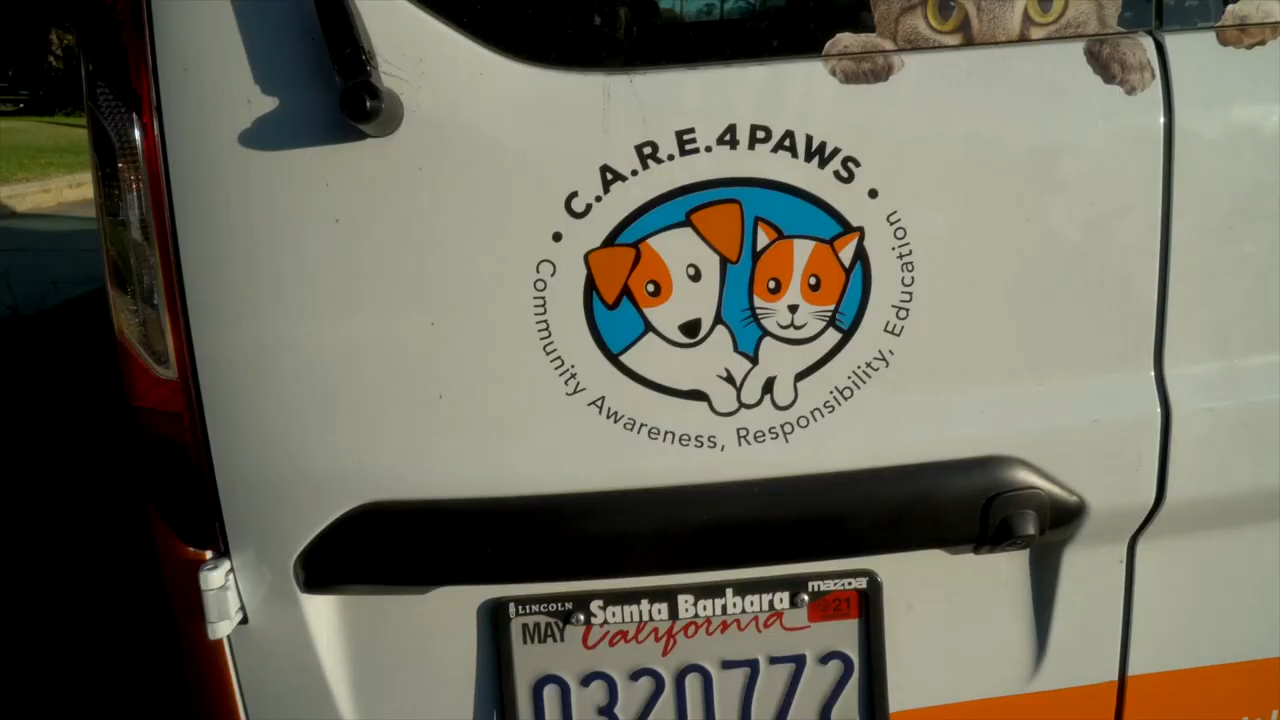 C.A.R.E.4PAWS
Community Awareness, Responsibility, Education
LINCOLN
Santa Barbara
mazda
MAY
California
21
0320772